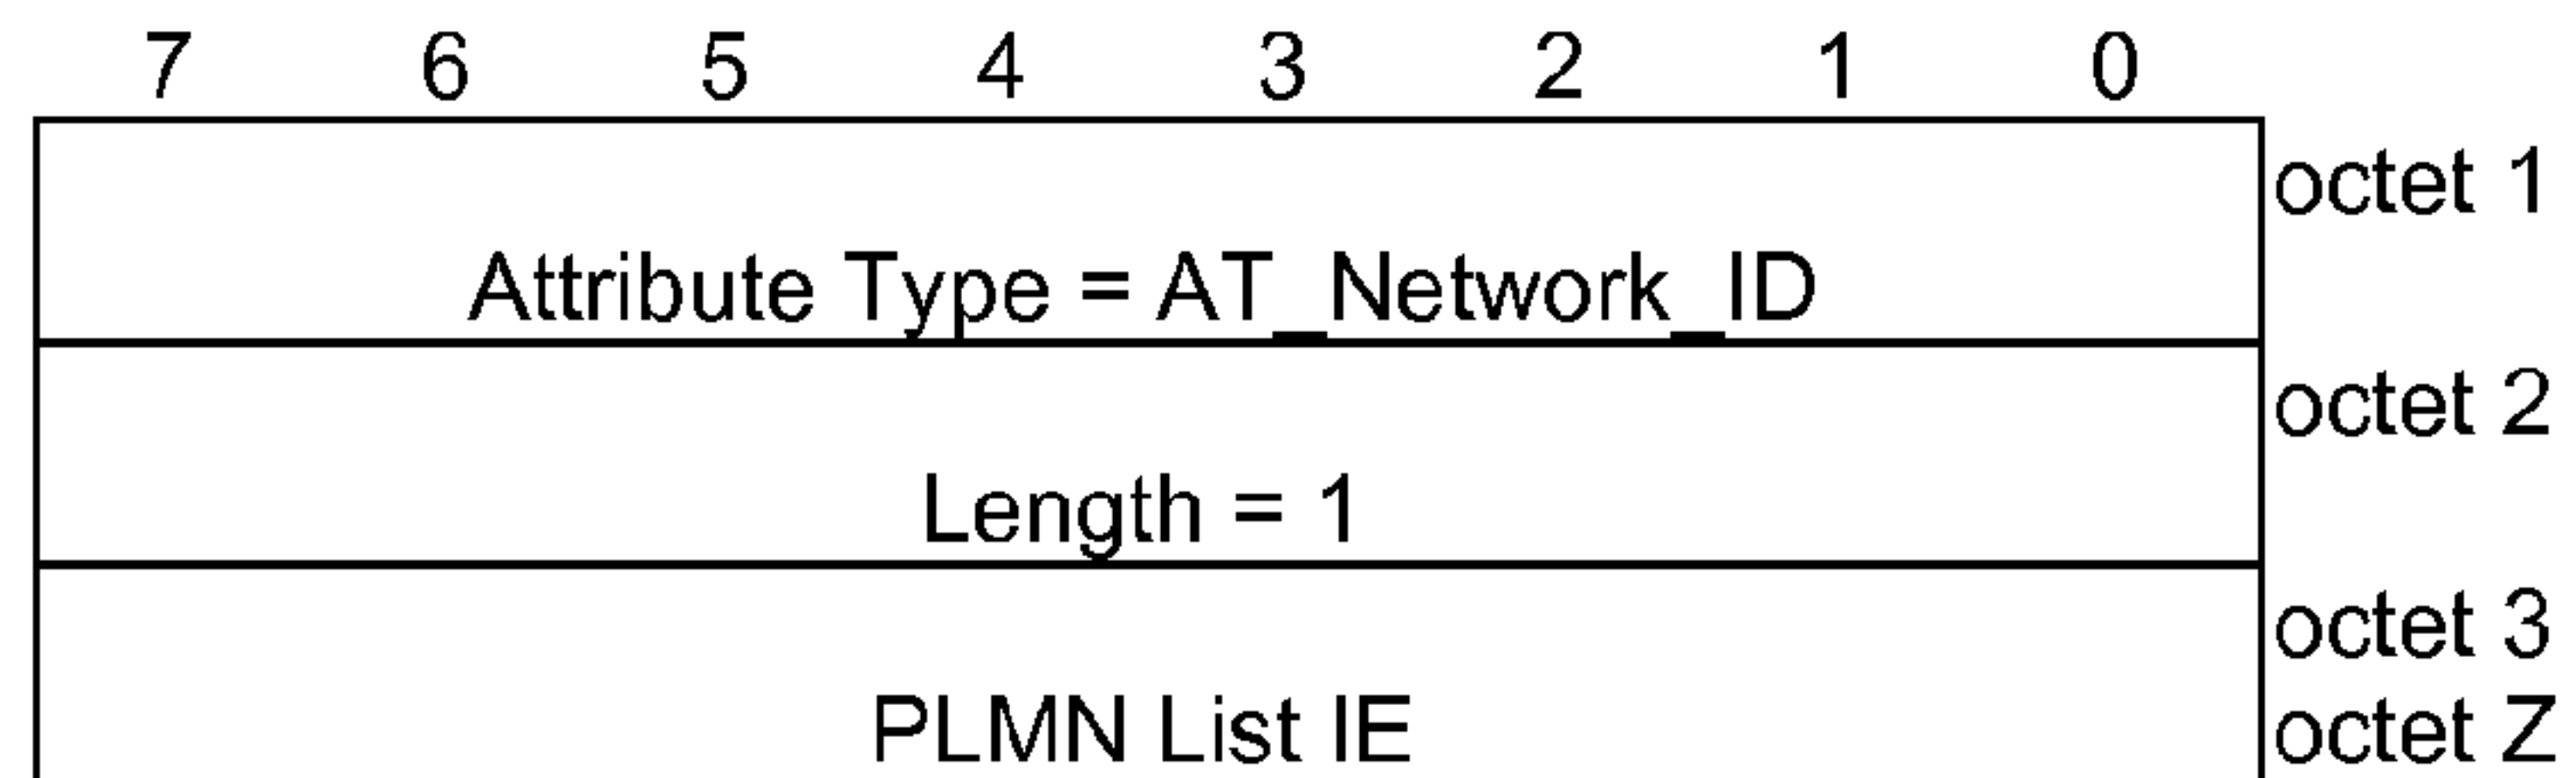 7 6 5 4 3 2 1 0
octet 1
Attribute Type = AT_Network_ID
octet 2
Length = 1
octet 3
PLMN List IE octet Z